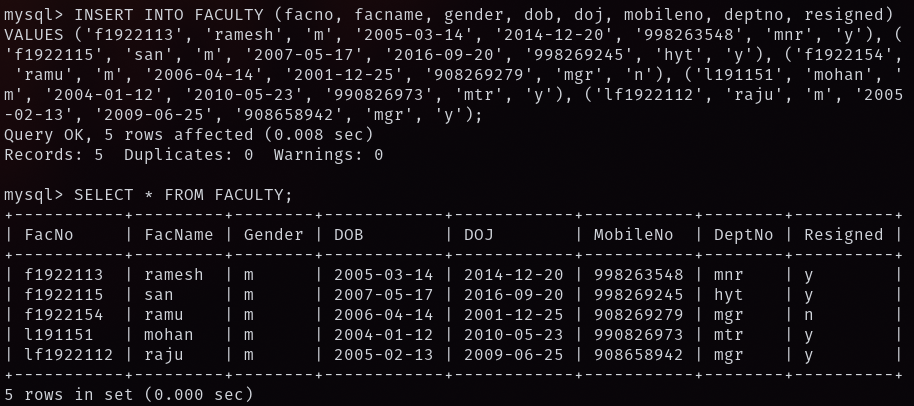 mysql> INSERT INTO FACULTY (facno, facname, gender, dob, doj, mobileno, deptno, resigned)
VALUES ('f1922113', 'ramesh', 'm', '2005-03-14', '2014-12-20', '998263548', 'mnr', 'y'), (
'f1922115', 'san', 'm', '2007-05-17', '2016-09-20', '998269245', 'hyt', 'y'), ('f1922154',
 'ramu', 'm', '2006-04-14', '2001-12-25', '908269279', 'mgr', 'n'), ('l191151', 'mohan', '
m', '2004-01-12', '2010-05-23', '990826973', 'mtr', 'y'), ('lf1922112', 'raju', 'm', '2005
-02-13', '2009-06-25', '908658942', 'mgr', 'y');
Query OK, 5 rows affected (0.008 sec)
Records: 5  Duplicates: 0  Warnings: 0

mysql> SELECT * FROM FACULTY;
+-----------+---------+--------+------------+------------+-----------+--------+----------+
| FacNo     | FacName | Gender | DOB        | DOJ        | MobileNo  | DeptNo | Resigned |
+-----------+---------+--------+------------+------------+-----------+--------+----------+
| f1922113  | ramesh  | m      | 2005-03-14 | 2014-12-20 | 998263548 | mnr    | y        |
| f1922115  | san     | m      | 2007-05-17 | 2016-09-20 | 998269245 | hyt    | y        |
| f1922154  | ramu    | m      | 2006-04-14 | 2001-12-25 | 908269279 | mgr    | n        |
| l191151   | mohan   | m      | 2004-01-12 | 2010-05-23 | 990826973 | mtr    | y        |
| lf1922112 | raju    | m      | 2005-02-13 | 2009-06-25 | 908658942 | mgr    | y        |
+-----------+---------+--------+------------+------------+-----------+--------+----------+
5 rows in set (0.000 sec)